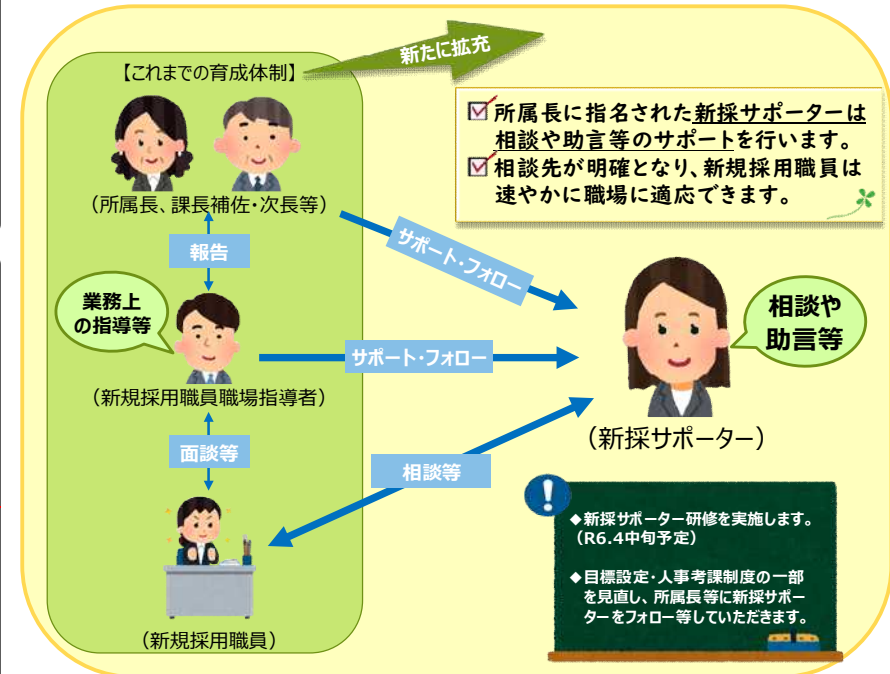 新たに拡充
【これまでの育成体制】
☑所属長に指名された新採サポーターは
相談や助言等のサポートを行います。
☑相談先が明確となり、新規採用職員は
速やかに職場に適応できます。
（所属長、課長補佐・次長等）
報告
サポート・フォロー
業務上
の指導等
相談や
助言等
サポート・フォロー
（新規採用職員職場指導者）
（新採サポーター）
面談等
相談等
◆新採サポーター研修を実施します。
（R6.4中旬予定）
◆目標設定・人事考課制度の一部
を見直し、所属長等に新採サポー
ターをフォロー等していただきます。
（新規採用職員）